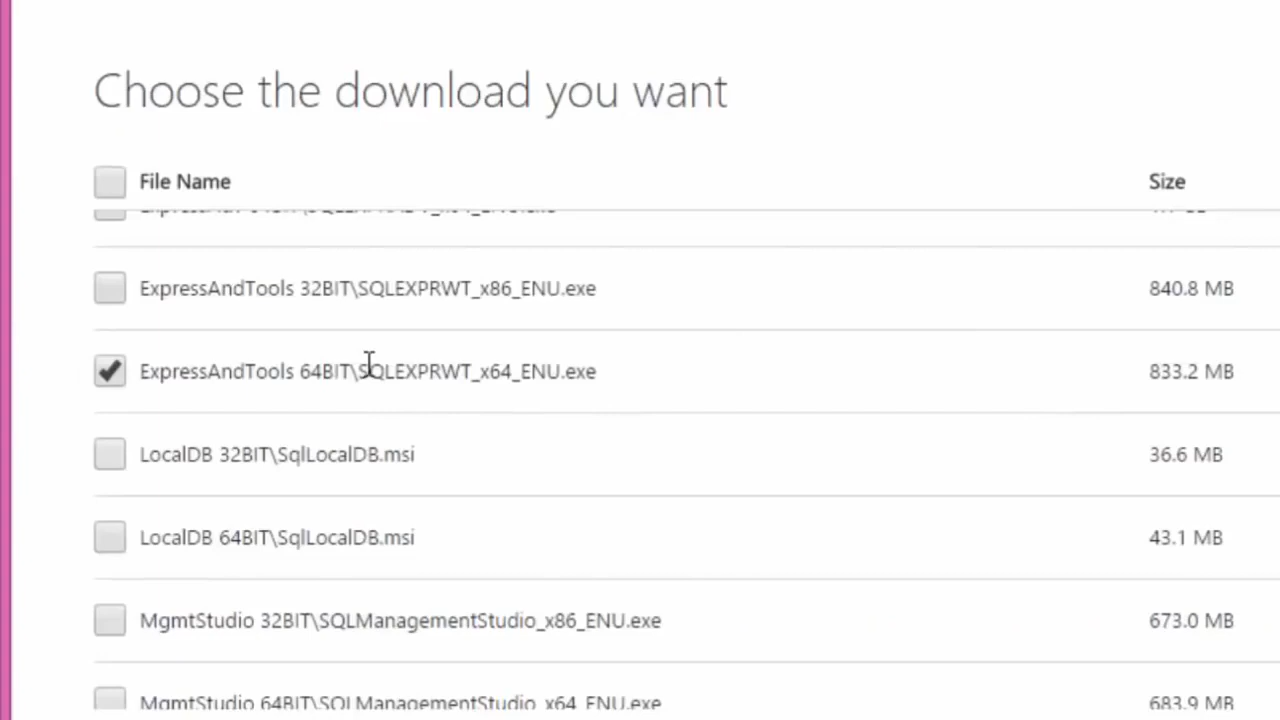 Choose the download you want
File Name Size
ExpressAndTools 32BIT\SQLEXPRWT_x86_ENU.exe 840.8 MB
ExpressAndTools 64BIT\SQLEXPRWT_x64_ENU.exe 833.2 MB
LocalDB 32BIT\SqlLocalDB.msi 36.6 MB
LocalDB 64BIT\SqlLocalDB.msi 43.1 MB
MgmtStudio 32BIT\SQLManagementStudio_x86_ENU.exe 673.0 MB
MgmtStudio 64BIT\SQLManagementStudio_x64_ENU.exe 683.9 MB